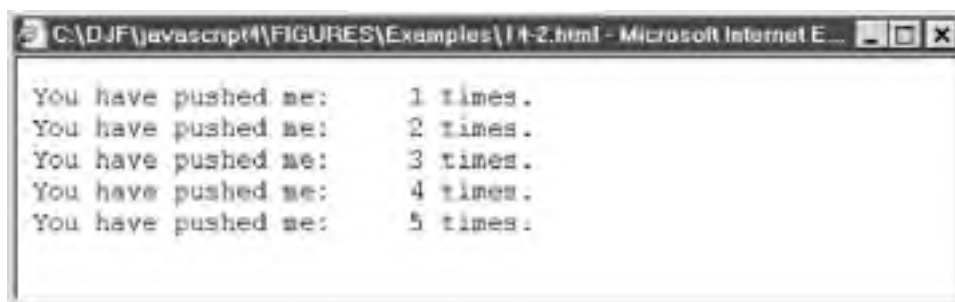 C:\DJF\javascript4\FIGURES\Examples\14-2.html - Microsoft Internet E...
You have pushed me: 1 times.
You have pushed me: 2 times.
You have pushed me: 3 times.
You have pushed me: 4 times.
You have pushed me: 5 times.